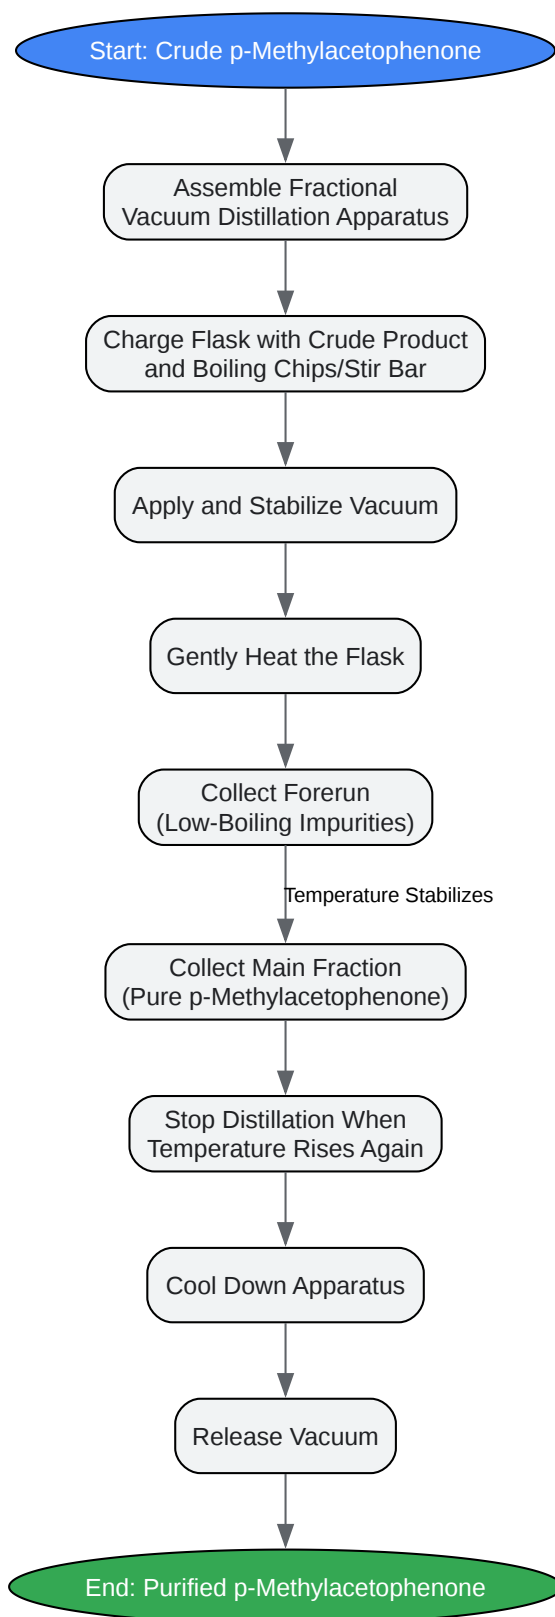 Start: Crude p-Methylacetophenone
Assemble Fractional
Vacuum Distillation Apparatus
Charge Flask with Crude Product
and Boiling Chips/Stir Bar
Apply and Stabilize Vacuum
Gently Heat the Flask
Collect Forerun
(Low-Boiling Impurities)
Temperature Stabilizes
Collect Main Fraction
(Pure p-Methylacetophenone)
Stop Distillation When
Temperature Rises Again
Cool Down Apparatus
Release Vacuum
End: Purified p-Methylacetophenone